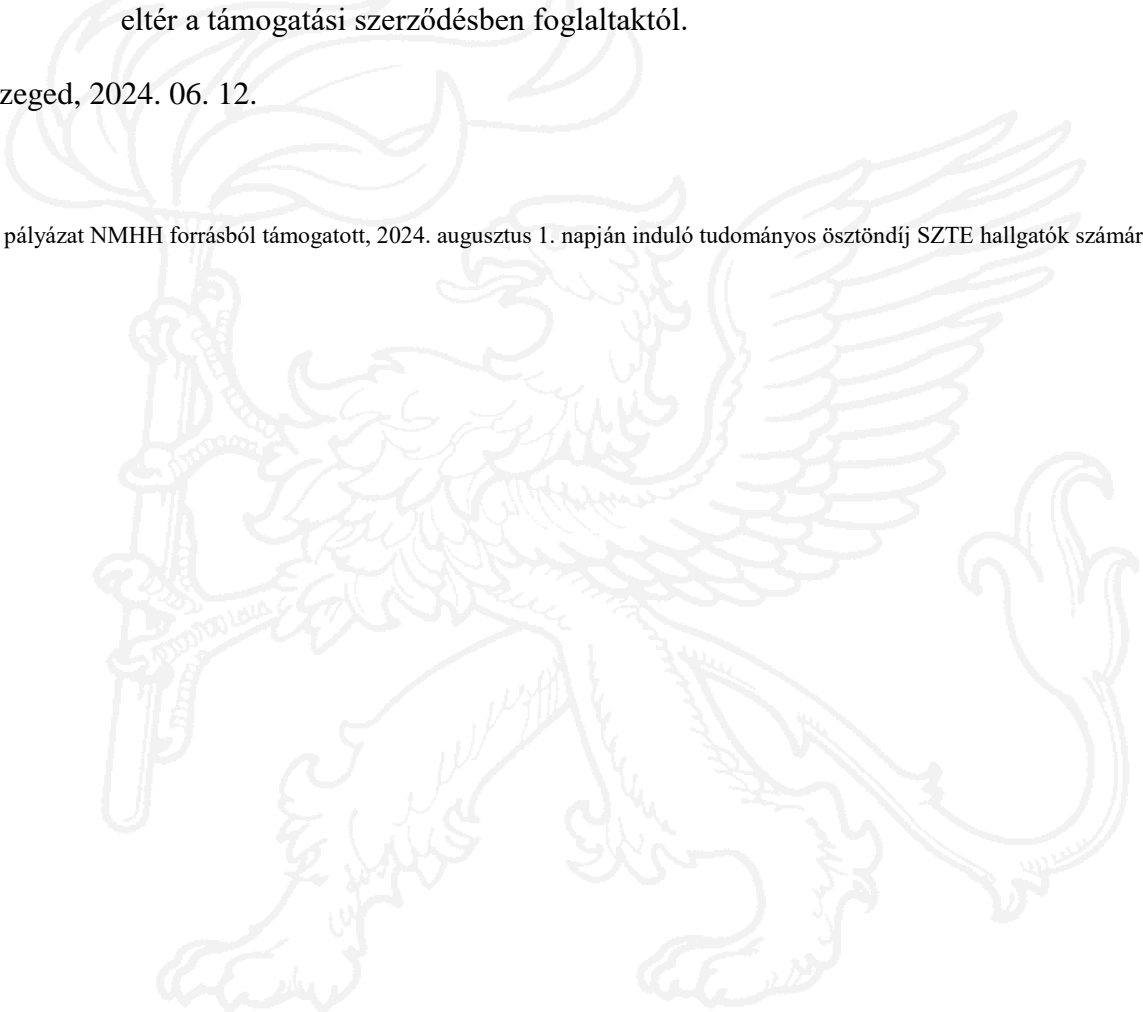 eltér a támogatási szerződésben foglaltaktól.
zeged, 2024. 06. 12.
pályázat NMHH forrásból támogatott, 2024. augusztus 1. napján induló tudományos ösztöndíj SZTE hallgatók számár